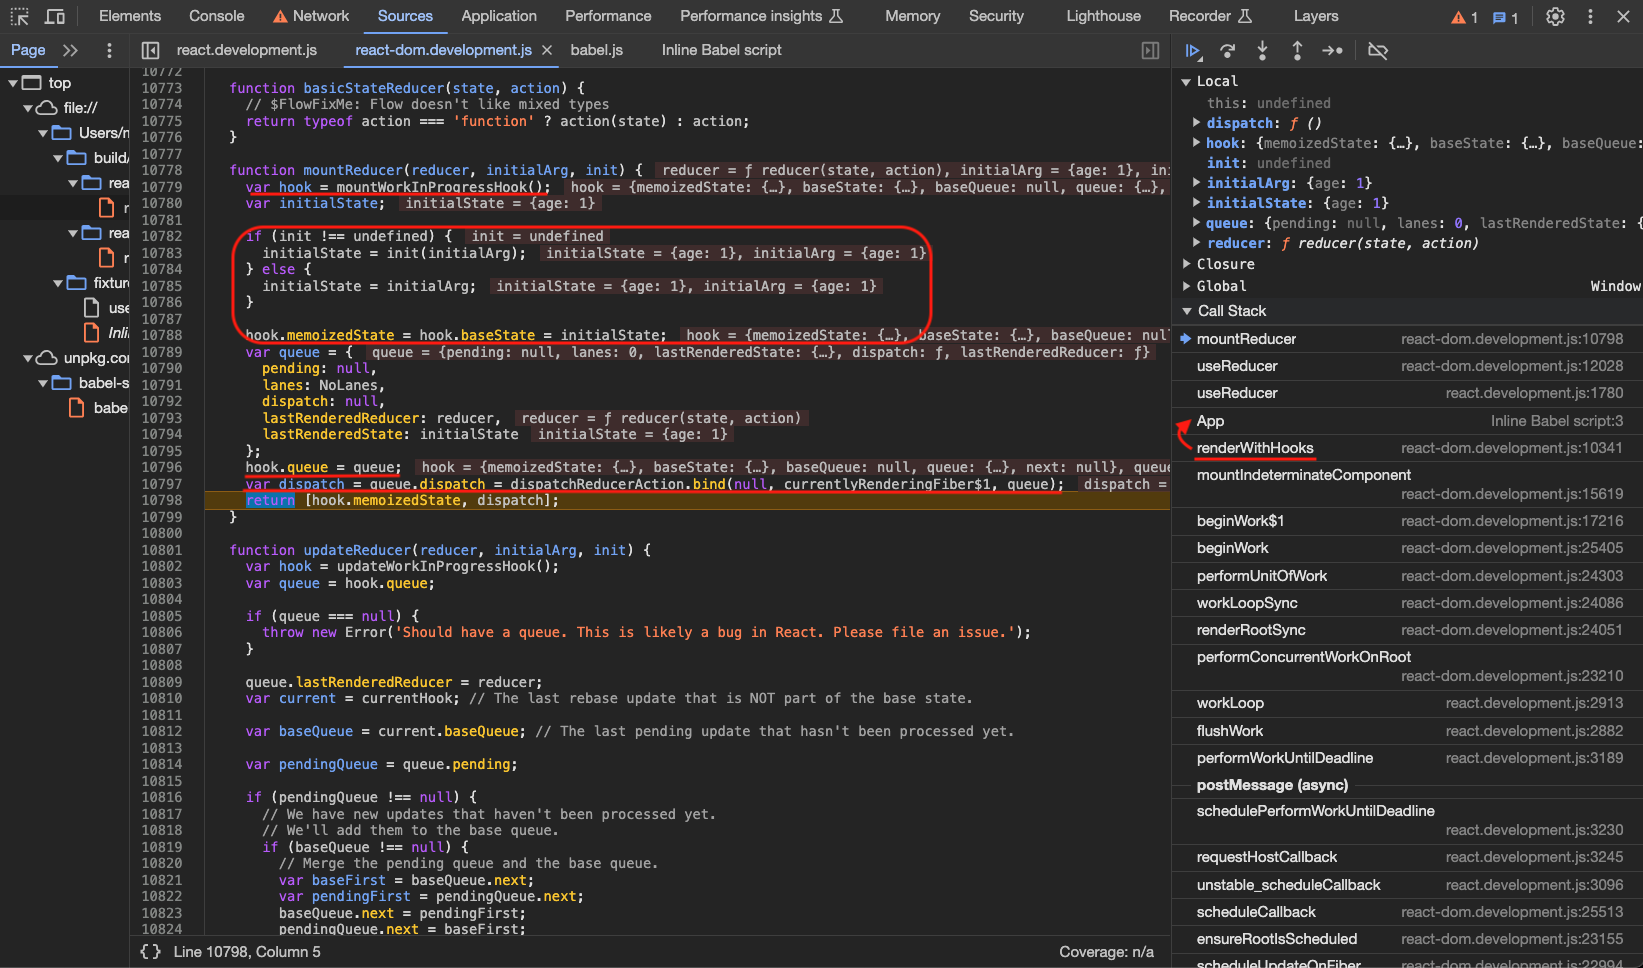 Elements Console Network Sources Application Performance Performance insights Memory Security Lighthouse Recorder Layers 1 1
Page react.development.js react-dom.development.js babel.js Inline Babel script
top
file://
Users/
build/
rea
rea
fixture
use
Inli
unpkg.co
babel-s
babe
10772
10773 function basicStateReducer(state, action) {
10774 // $FlowFixMe: Flow doesn't like mixed types
10775 return typeof action === 'function' ? action(state) : action;
10776 }
10777
10778 function mountReducer(reducer, initialArg, init) { reducer = ƒ reducer(state, action), initialArg = {age: 1}, ini
10779 var hook = mountWorkInProgressHook(); hook = {memoizedState: {…}, baseState: {…}, baseQueue: null, queue: {…},
10780 var initialState; initialState = {age: 1}
10781
10782 if (init !== undefined) { init = undefined
10783 initialState = init(initialArg); initialState = {age: 1}, initialArg = {age: 1}
10784 } else {
10785 initialState = initialArg; initialState = {age: 1}, initialArg = {age: 1}
10786 }
10787
10788 hook.memoizedState = hook.baseState = initialState; hook = {memoizedState: {…}, baseState: {…}, baseQueue: nul
10789 var queue = { queue = {pending: null, lanes: 0, lastRenderedState: {…}, dispatch: ƒ, lastRenderedReducer: ƒ}
10790 pending: null,
10791 lanes: NoLanes,
10792 dispatch: null,
10793 lastRenderedReducer: reducer, reducer = ƒ reducer(state, action)
10794 lastRenderedState: initialState initialState = {age: 1}
10795 };
10796 hook.queue = queue; hook = {memoizedState: {…}, baseState: {…}, baseQueue: null, queue: {…}, next: null}, queu
10797 var dispatch = queue.dispatch = dispatchReducerAction.bind(null, currentlyRenderingFiber$1, queue); dispatch =
10798 return [hook.memoizedState, dispatch];
10799 }
10800
10801 function updateReducer(reducer, initialArg, init) {
10802 var hook = updateWorkInProgressHook();
10803 var queue = hook.queue;
10804
10805 if (queue === null) {
10806 throw new Error('Should have a queue. This is likely a bug in React. Please file an issue.');
10807 }
10808
10809 queue.lastRenderedReducer = reducer;
10810 var current = currentHook; // The last rebase update that is NOT part of the base state.
10811
10812 var baseQueue = current.baseQueue; // The last pending update that hasn't been processed yet.
10813
10814 var pendingQueue = queue.pending;
10815
10816 if (pendingQueue !== null) {
10817 // We have new updates that haven't been processed yet.
10818 // We'll add them to the base queue.
10819 if (baseQueue !== null) {
10820 // Merge the pending queue and the base queue.
10821 var baseFirst = baseQueue.next;
10822 var pendingFirst = pendingQueue.next;
10823 baseQueue.next = pendingFirst;
10824 pendingQueue.next = baseFirst;
{} Line 10798, Column 5 Coverage: n/a
Local
this: undefined
dispatch: ƒ ()
hook: {memoizedState: {…}, baseState: {…}, baseQueue:
init: undefined
initialArg: {age: 1}
initialState: {age: 1}
queue: {pending: null, lanes: 0, lastRenderedState: {
reducer: ƒ reducer(state, action)
Closure
Global Window
Call Stack
mountReducer react-dom.development.js:10798
useReducer react-dom.development.js:12028
useReducer react.development.js:1780
App Inline Babel script:3
renderWithHooks react-dom.development.js:10341
mountIndeterminateComponent
react-dom.development.js:15619
beginWork$1 react-dom.development.js:17216
beginWork react-dom.development.js:25405
performUnitOfWork react-dom.development.js:24303
workLoopSync react-dom.development.js:24086
renderRootSync react-dom.development.js:24051
performConcurrentWorkOnRoot
react-dom.development.js:23210
workLoop react.development.js:2913
flushWork react.development.js:2882
performWorkUntilDeadline react.development.js:3189
postMessage (async)
schedulePerformWorkUntilDeadline
react.development.js:3230
requestHostCallback react.development.js:3245
unstable_scheduleCallback react.development.js:3096
scheduleCallback react-dom.development.js:25513
ensureRootIsScheduled react-dom.development.js:23155
scheduleUpdateOnFiber react-dom.development.js:22994